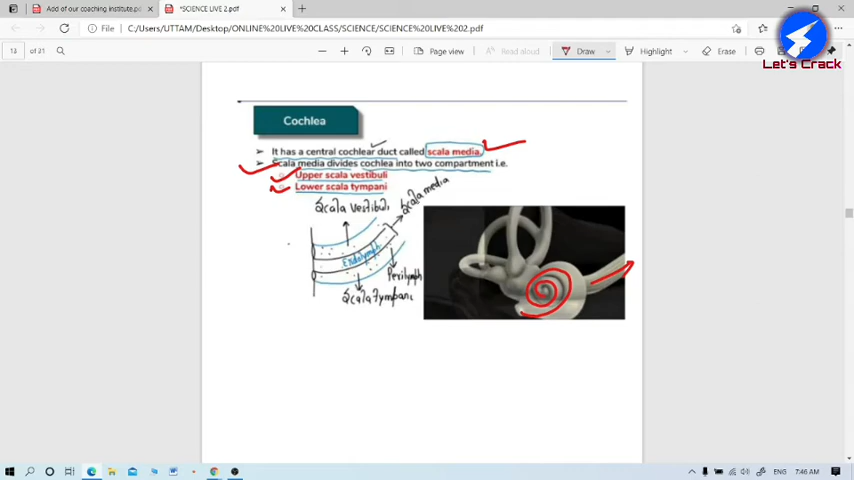 Add of our coaching institute.pd
*SCIENCE LIVE 2.pdf
File
C:/Users/UTTAM/Desktop/ONLINE%20LIVE%20CLASS/SCIENCE/SCIENCE%20LIVE%202.pdf
Let's Crack
13 of 31
Page view
Read aloud
Draw
Highlight
Erase
Cochlea
➢ It has a central cochlear duct called scala media.
➢ Scala media divides cochlea into two compartment i.e.
Upper scala vestibuli
Lower scala tympani
Scala vestibuli
Scala media
Endolymph
Perilymph
Scala tympani
7:46 AM